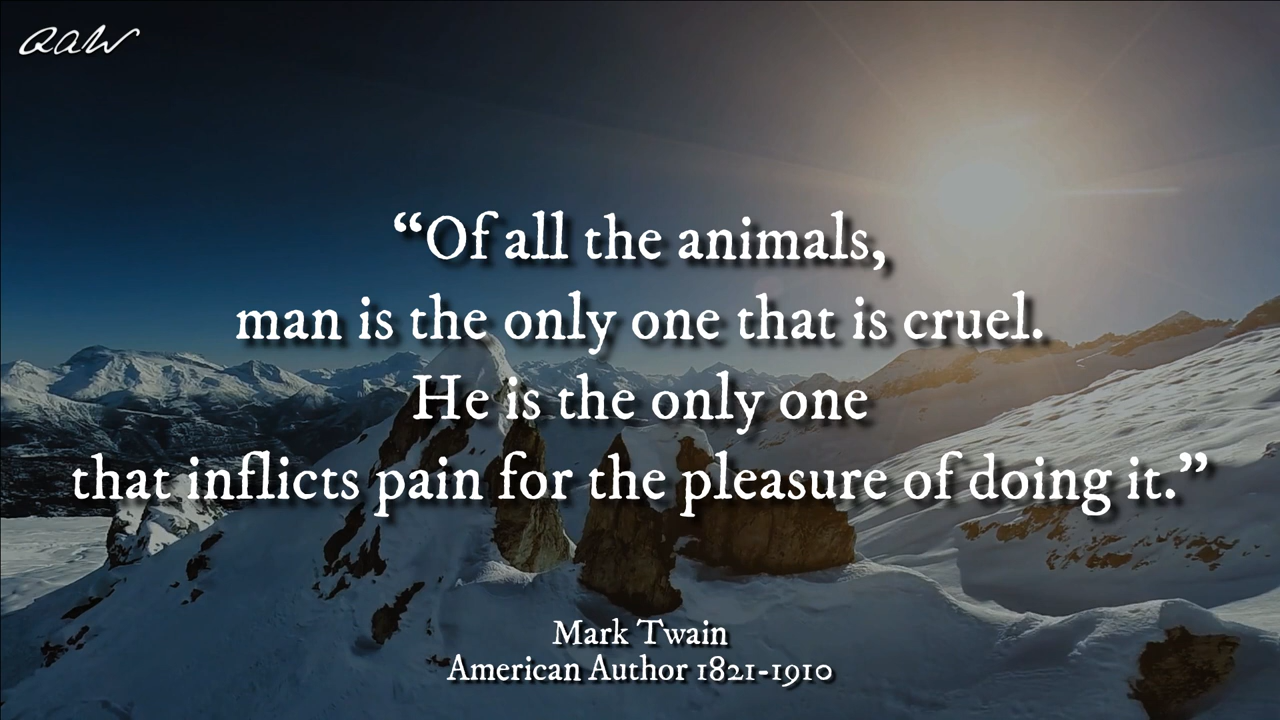 QAW
“Of all the animals,
man is the only one that is cruel.
He is the only one
that inflicts pain for the pleasure of doing it.”
Mark Twain
American Author 1821-1910